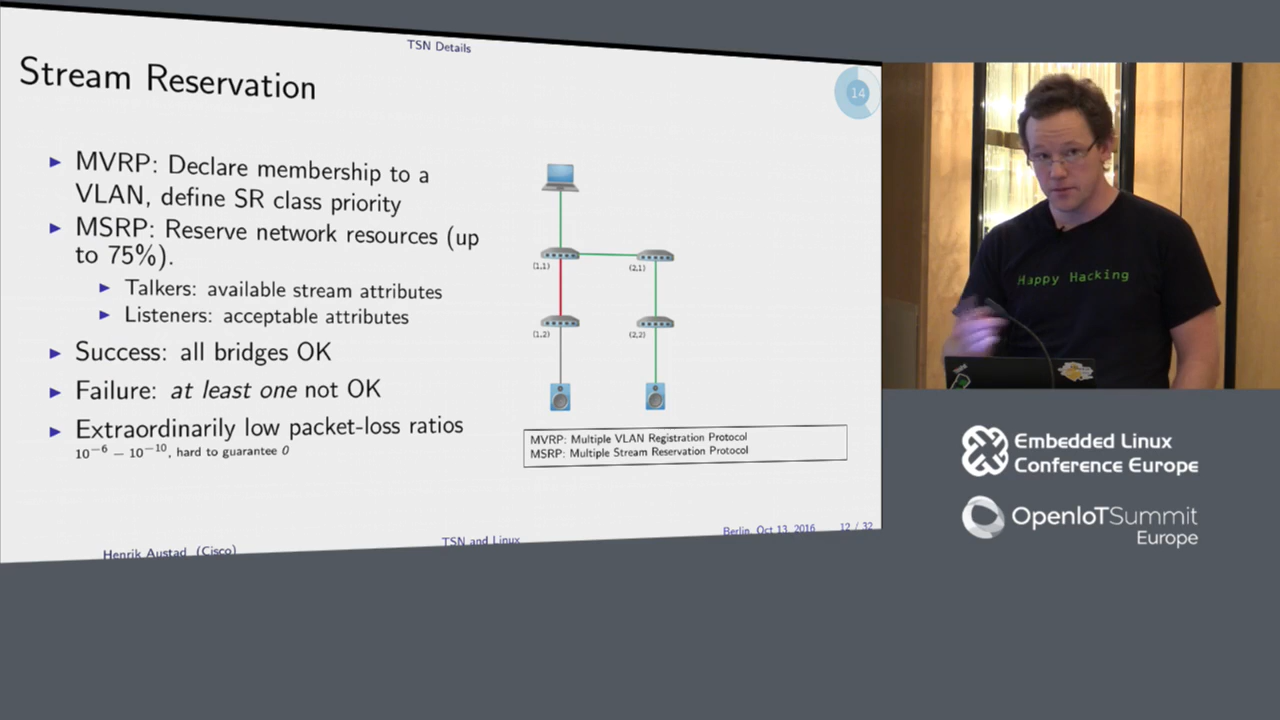 TSN Details
Stream Reservation
14
▶ MVRP: Declare membership to a
VLAN, define SR class priority
▶ MSRP: Reserve network resources (up
to 75%).
▶ Talkers: available stream attributes
▶ Listeners: acceptable attributes
▶ Success: all bridges OK
▶ Failure: at least one not OK
▶ Extraordinarily low packet-loss ratios
10⁻⁶ – 10⁻¹⁰, hard to guarantee 0
(1,1)
(2,1)
(1,2)
(2,2)
MVRP: Multiple VLAN Registration Protocol
MSRP: Multiple Stream Reservation Protocol
Henrik Austad (Cisco)
TSN and Linux
Berlin, Oct 13, 2016
12 / 32
Happy Hacking
Embedded Linux
Conference Europe
OpenIoTSummit
Europe